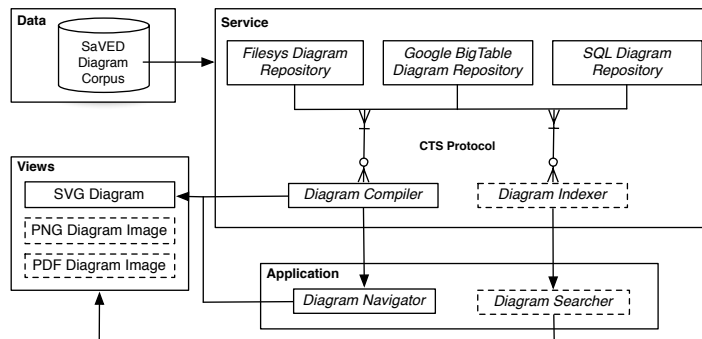 Data
SaVED
Diagram
Corpus
Service
Filesys Diagram
Repository
Google BigTable
Diagram Repository
SQL Diagram
Repository
CTS Protocol
Views
SVG Diagram
PNG Diagram Image
PDF Diagram Image
Diagram Compiler
Diagram Indexer
Application
Diagram Navigator
Diagram Searcher